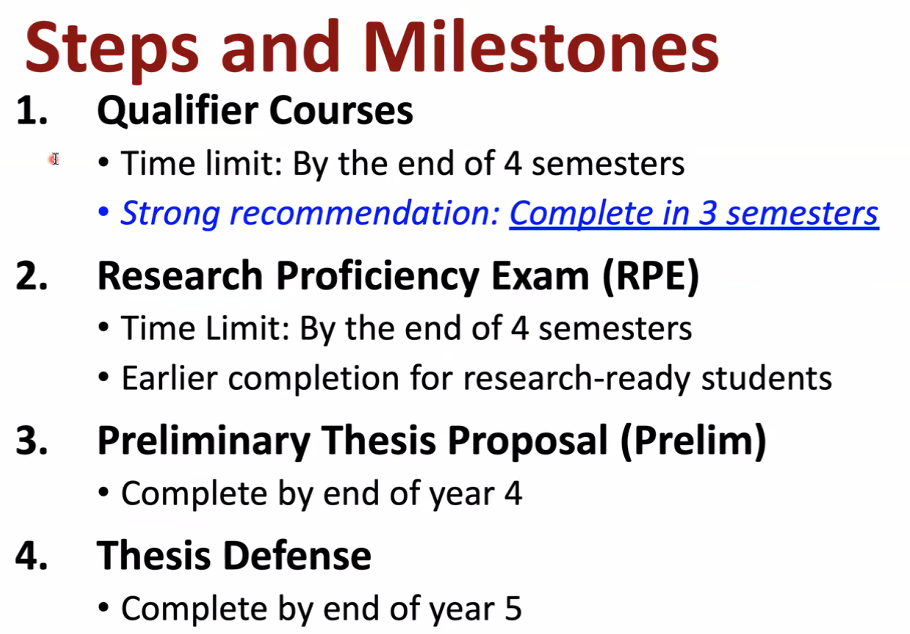 Steps and Milestones
1. Qualifier Courses
• Time limit: By the end of 4 semesters
• Strong recommendation: Complete in 3 semesters
2. Research Proficiency Exam (RPE)
• Time Limit: By the end of 4 semesters
• Earlier completion for research-ready students
3. Preliminary Thesis Proposal (Prelim)
• Complete by end of year 4
4. Thesis Defense
• Complete by end of year 5